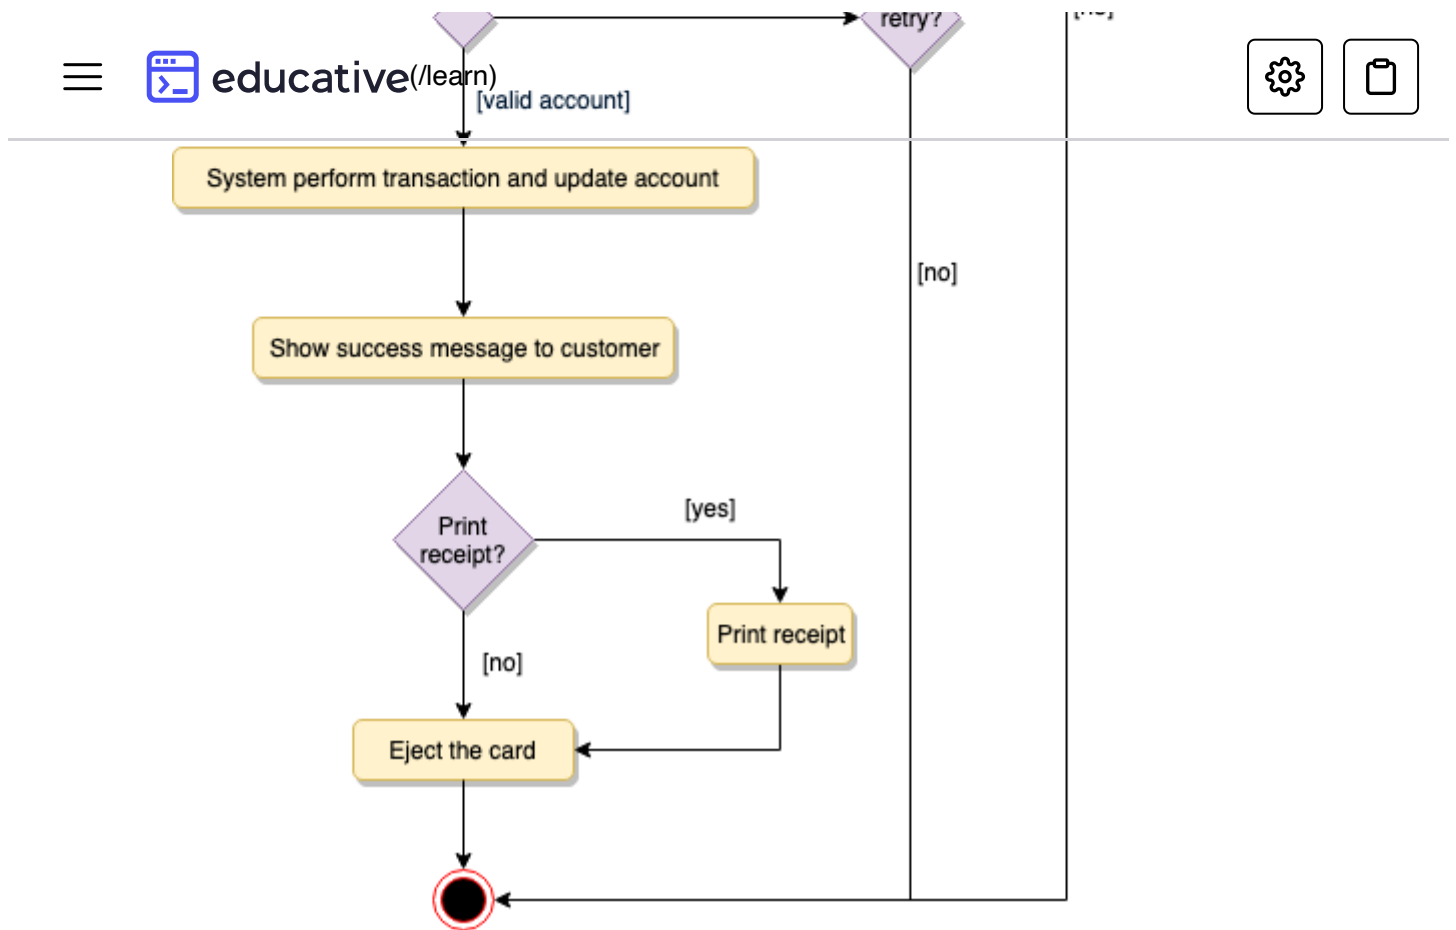 retry?
educative(/learn)
[valid account]
System perform transaction and update account
[no]
Show success message to customer
[yes]
Print
receipt?
Print receipt
[no]
Eject the card